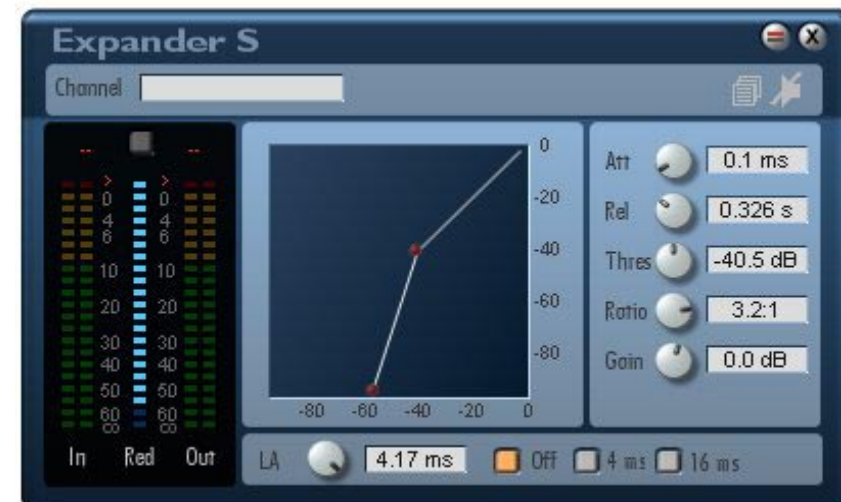 Expander S
Channel
-- --
> >
0 0
4 4
6 6
10 10
20 20
30 30
40 40
50 50
60 60
∞ ∞
In Red Out
0
-20
-40
-60
-80
-80 -60 -40 -20 0
Att 0.1 ms
Rel 0.326 s
Thres -40.5 dB
Ratio 3.2:1
Gain 0.0 dB
LA 4.17 ms Off 4 ms 16 ms